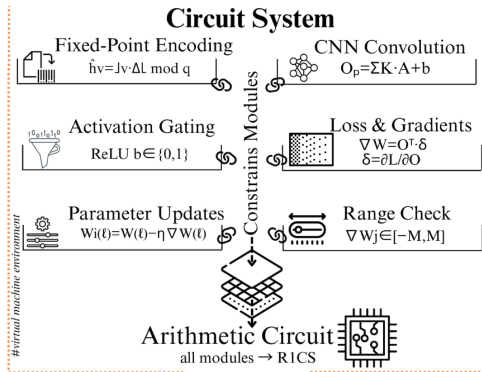 Circuit System
Fixed-Point Encoding
ĥv=⌋v·Δ⌊ mod q
CNN Convolution
Oₚ=ΣK·A+b
Constrains Modules
Activation Gating
ReLU b∈{0,1}
Loss & Gradients
∇W=Oᵀ·δ
δ=∂L/∂O
Parameter Updates
Wi(ℓ)=W(ℓ)−η∇W(ℓ)
Range Check
∇Wj∈[−M,M]
#virtual machine environment
Arithmetic Circuit
all modules → R1CS